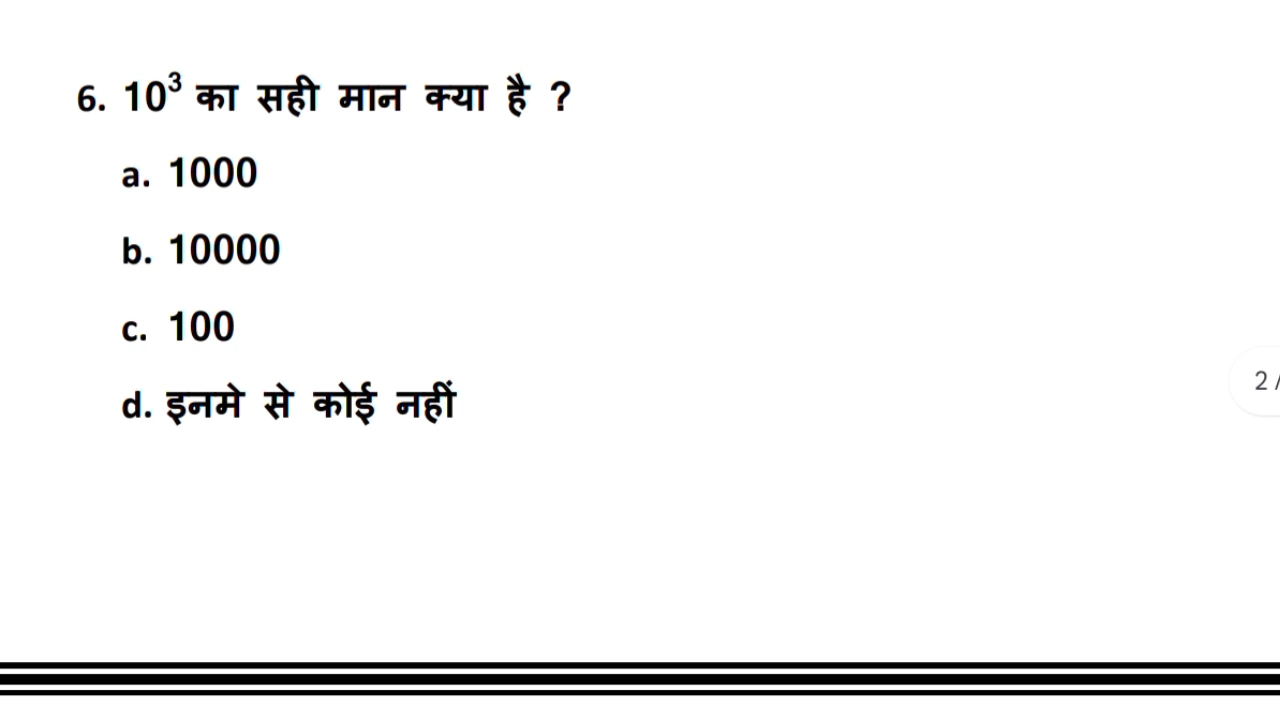 6. 10³ का सही मान क्या है ?
a. 1000
b. 10000
c. 100
d. इनमे से कोई नहीं
2 /